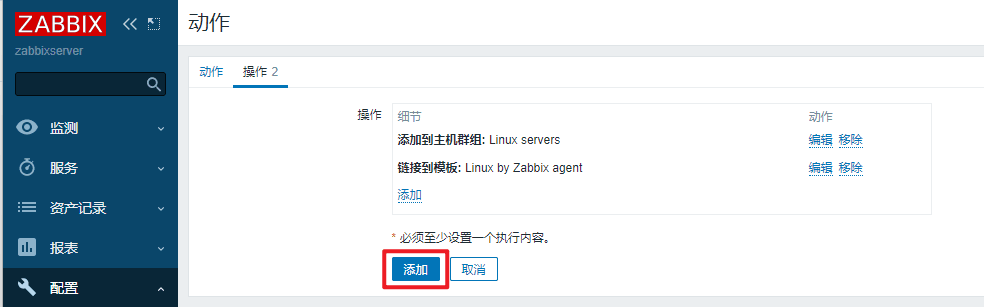 ZABBIX
zabbixserver
监测
服务
资产记录
报表
配置
动作
动作 操作 2
操作 细节 动作
添加到主机群组: Linux servers 编辑 移除
链接到模板: Linux by Zabbix agent 编辑 移除
添加
* 必须至少设置一个执行内容。
添加 取消